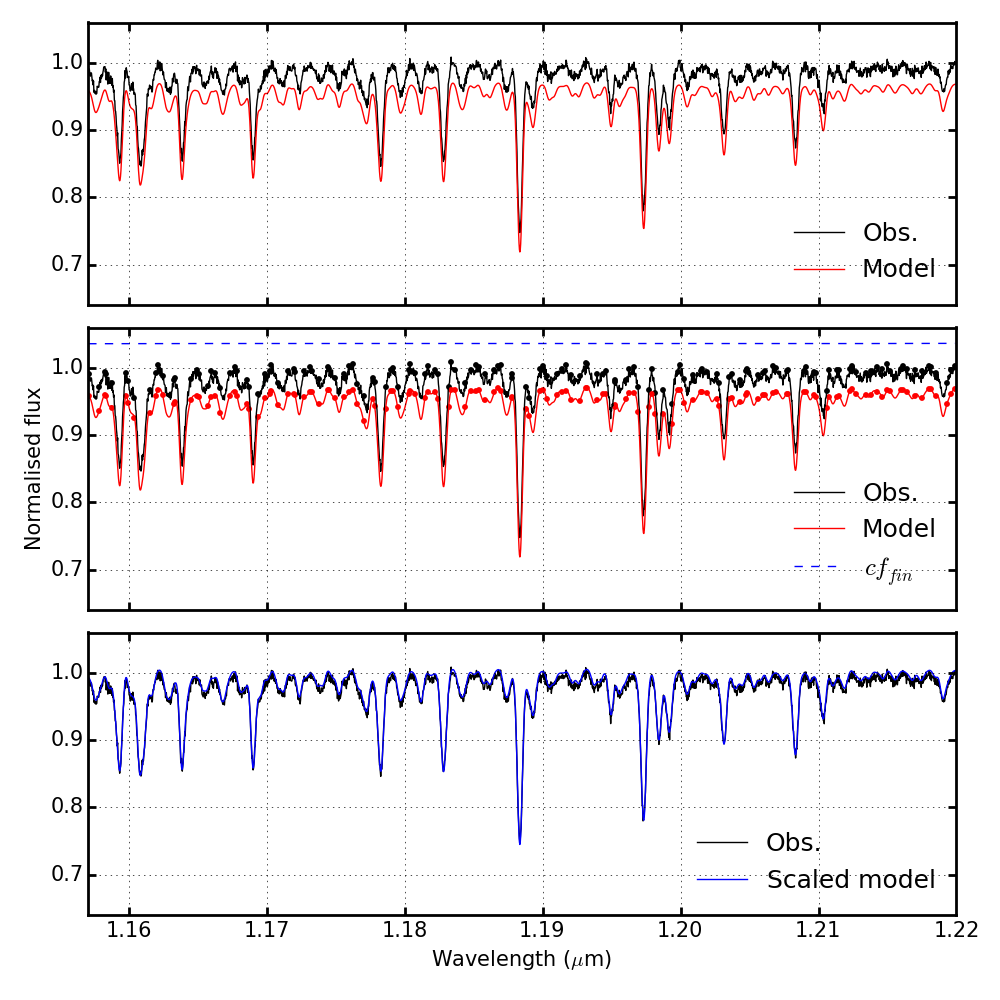 1.0
0.9
0.8
0.7
Obs.
Model
Normalised flux
1.0
0.9
0.8
0.7
Obs.
Model
cf_fin
1.0
0.9
0.8
0.7
Obs.
Scaled model
1.16 1.17 1.18 1.19 1.20 1.21 1.22
Wavelength (μm)